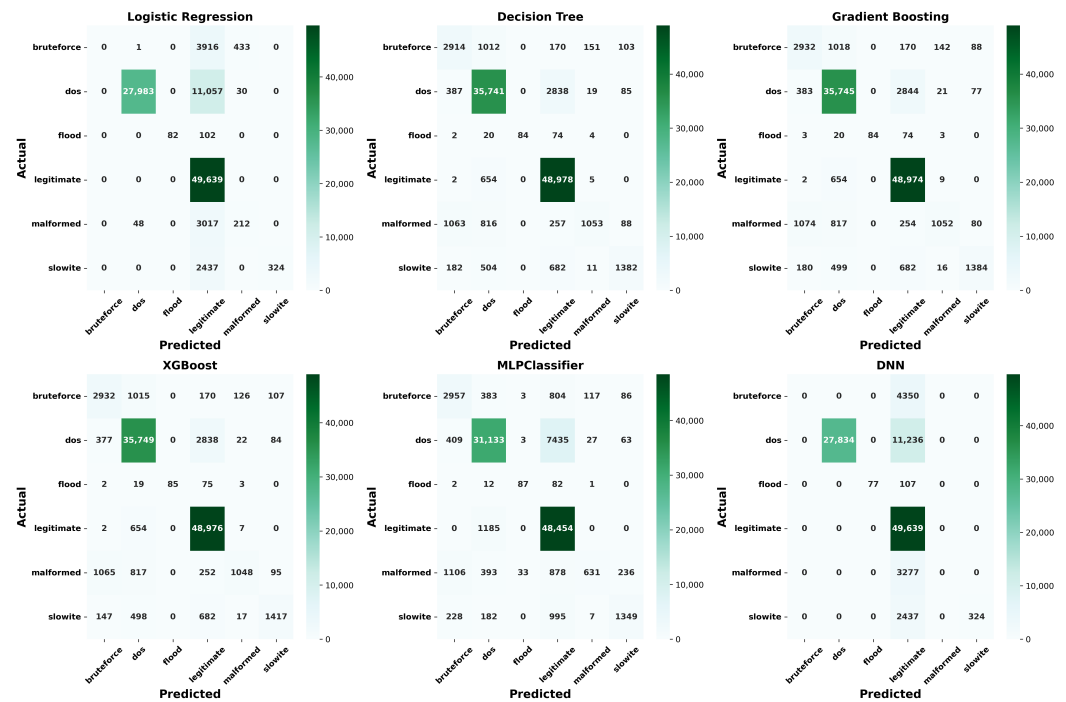 Logistic Regression
Actual
bruteforce 0 1 0 3916 433 0
dos 0 27,983 0 11,057 30 0
flood 0 0 82 102 0 0
legitimate 0 0 0 49,639 0 0
malformed 0 48 0 3017 212 0
slowite 0 0 0 2437 0 324
bruteforce dos flood legitimate malformed slowite
Predicted
40,000
30,000
20,000
10,000
0
Decision Tree
Actual
bruteforce 2914 1012 0 170 151 103
dos 387 35,741 0 2838 19 85
flood 2 20 84 74 4 0
legitimate 2 654 0 48,978 5 0
malformed 1063 816 0 257 1053 88
slowite 182 504 0 682 11 1382
bruteforce dos flood legitimate malformed slowite
Predicted
40,000
30,000
20,000
10,000
0
Gradient Boosting
Actual
bruteforce 2932 1018 0 170 142 88
dos 383 35,745 0 2844 21 77
flood 3 20 84 74 3 0
legitimate 2 654 0 48,974 9 0
malformed 1074 817 0 254 1052 80
slowite 180 499 0 682 16 1384
bruteforce dos flood legitimate malformed slowite
Predicted
40,000
30,000
20,000
10,000
0
XGBoost
Actual
bruteforce 2932 1015 0 170 126 107
dos 377 35,749 0 2838 22 84
flood 2 19 85 75 3 0
legitimate 2 654 0 48,976 7 0
malformed 1065 817 0 252 1048 95
slowite 147 498 0 682 17 1417
bruteforce dos flood legitimate malformed slowite
Predicted
40,000
30,000
20,000
10,000
0
MLPClassifier
Actual
bruteforce 2957 383 3 804 117 86
dos 409 31,133 3 7435 27 63
flood 2 12 87 82 1 0
legitimate 0 1185 0 48,454 0 0
malformed 1106 393 33 878 631 236
slowite 228 182 0 995 7 1349
bruteforce dos flood legitimate malformed slowite
Predicted
40,000
30,000
20,000
10,000
0
DNN
Actual
bruteforce 0 0 0 4350 0 0
dos 0 27,834 0 11,236 0 0
flood 0 0 77 107 0 0
legitimate 0 0 0 49,639 0 0
malformed 0 0 0 3277 0 0
slowite 0 0 0 2437 0 324
bruteforce dos flood legitimate malformed slowite
Predicted
40,000
30,000
20,000
10,000
0